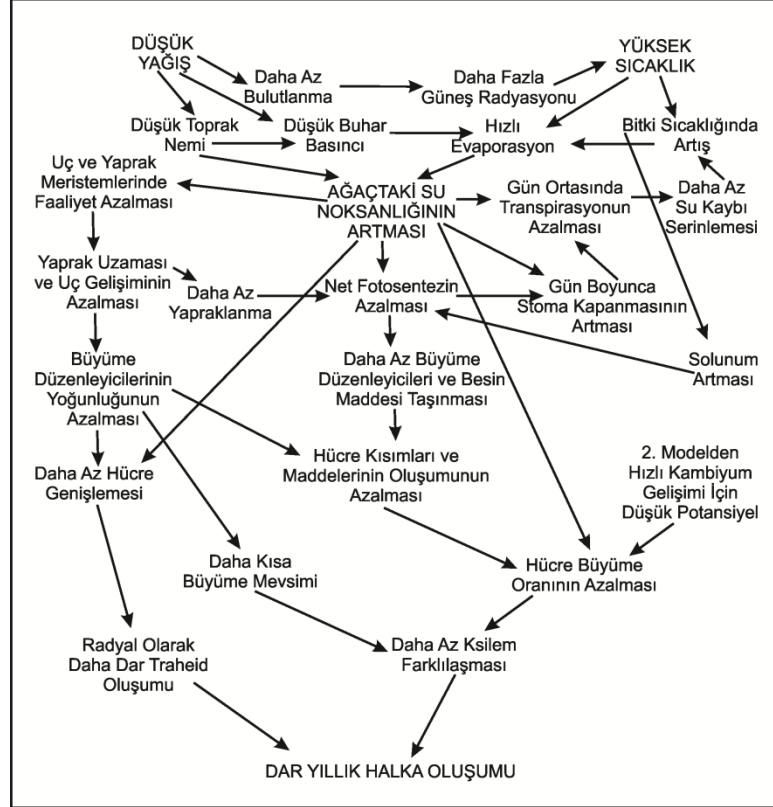 DÜŞÜK
YAĞIŞ
YÜKSEK
SICAKLIK
Daha Az
Bulutlanma
Daha Fazla
Güneş Radyasyonu
Düşük Toprak
Nemi
Düşük Buhar
Basıncı
Hızlı
Evaporasyon
Bitki Sıcaklığında
Artış
Uç ve Yaprak
Meristemlerinde
Faaliyet Azalması
AĞAÇTAKİ SU
NOKSANLIĞININ
ARTMASI
Gün Ortasında
Transpirasyonun
Azalması
Daha Az
Su Kaybı
Serinlemesi
Yaprak Uzaması
ve Uç Gelişiminin
Azalması
Daha Az
Yapraklanma
Net Fotosentezin
Azalması
Gün Boyunca
Stoma Kapanmasının
Artması
Solunum
Artması
Büyüme
Düzenleyicilerinin
Yoğunluğunun
Azalması
Daha Az Büyüme
Düzenleyicileri ve Besin
Maddesi Taşınması
Daha Az Hücre
Genişlemesi
Hücre Kısımları ve
Maddelerinin Oluşumunun
Azalması
2. Modelden
Hızlı Kambiyum
Gelişimi İçin
Düşük Potansiyel
Daha Kısa
Büyüme Mevsimi
Hücre Büyüme
Oranının Azalması
Radyal Olarak
Daha Dar Traheid
Oluşumu
Daha Az Ksilem
Farklılaşması
DAR YILLIK HALKA OLUŞUMU